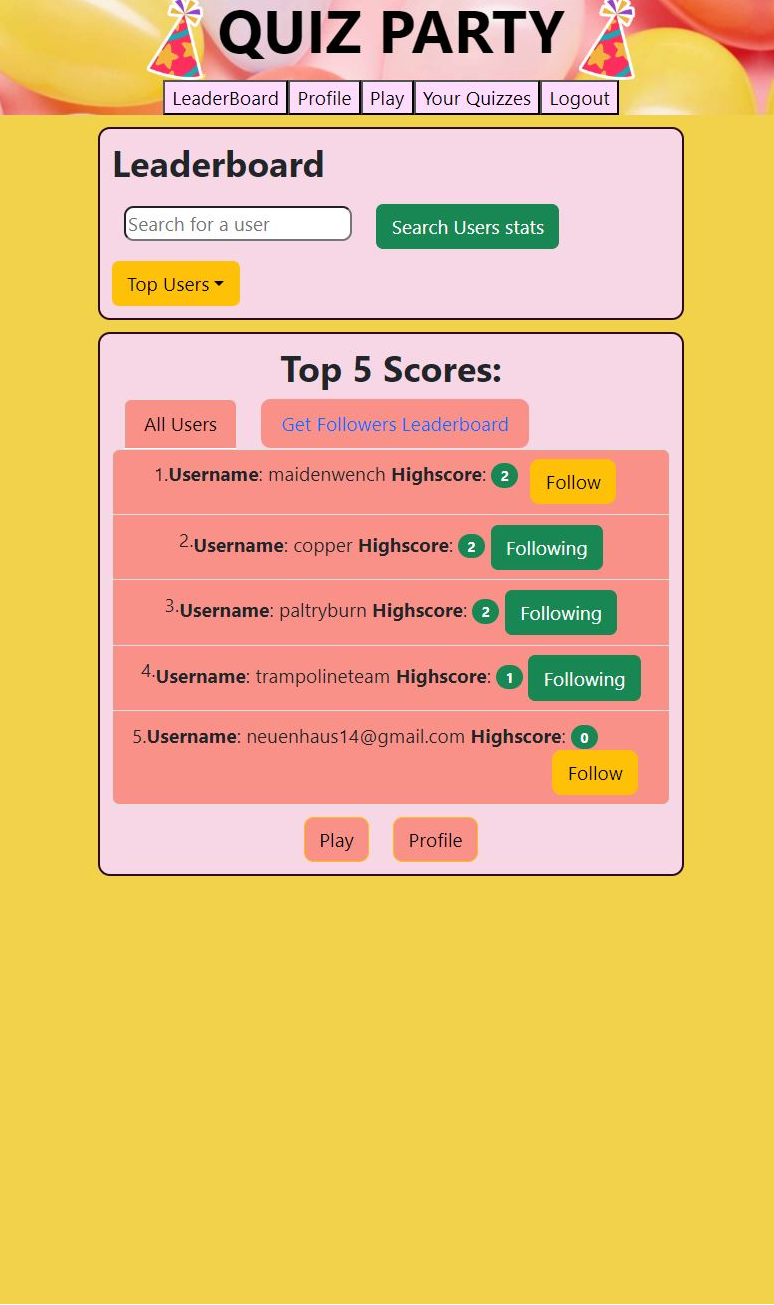 QUIZ PARTY
LeaderBoard Profile Play Your Quizzes Logout
Leaderboard
Search for a user Search Users stats
Top Users
Top 5 Scores:
All Users Get Followers Leaderboard
1.Username: maidenwench Highscore: 2 Follow
2.Username: copper Highscore: 2 Following
3.Username: paltryburn Highscore: 2 Following
4.Username: trampolineteam Highscore: 1 Following
5.Username: neuenhaus14@gmail.com Highscore: 0
Follow
Play Profile